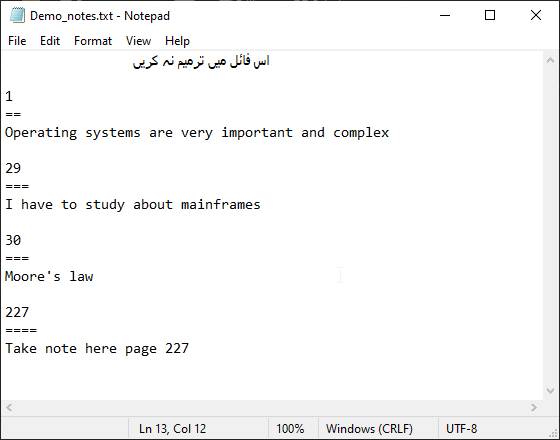 Demo_notes.txt - Notepad
File Edit Format View Help
اس فائل میں ترمیم نہ کریں
1
==
Operating systems are very important and complex
29
===
I have to study about mainframes
30
===
Moore's law
227
====
Take note here page 227
Ln 13, Col 12 100% Windows (CRLF) UTF-8